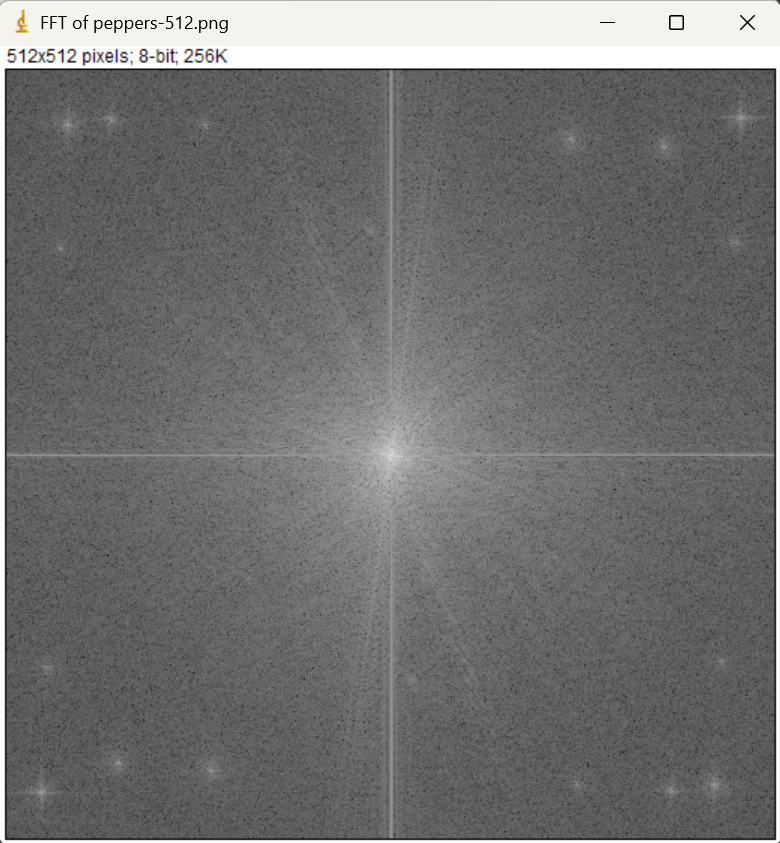 FFT of peppers-512.png
512x512 pixels; 8-bit; 256K